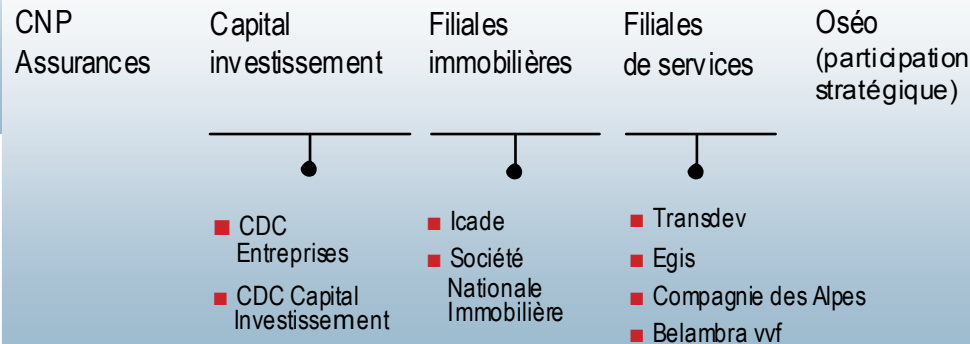 CNP
Assurances
Capital
investissement
Filiales
immobilières
Filiales
de services
Oséo
(participation
stratégique)
CDC
Entreprises
CDC Capital
Investissement
Icade
Société
Nationale
Immobilière
Transdev
Egis
Compagnie des Alpes
Belambra vvf